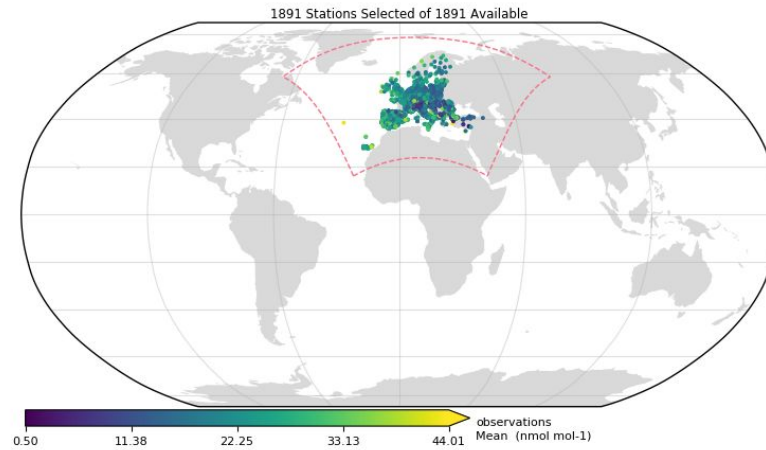 1891 Stations Selected of 1891 Available
observations
Mean (nmol mol-1)
0.50 11.38 22.25 33.13 44.01